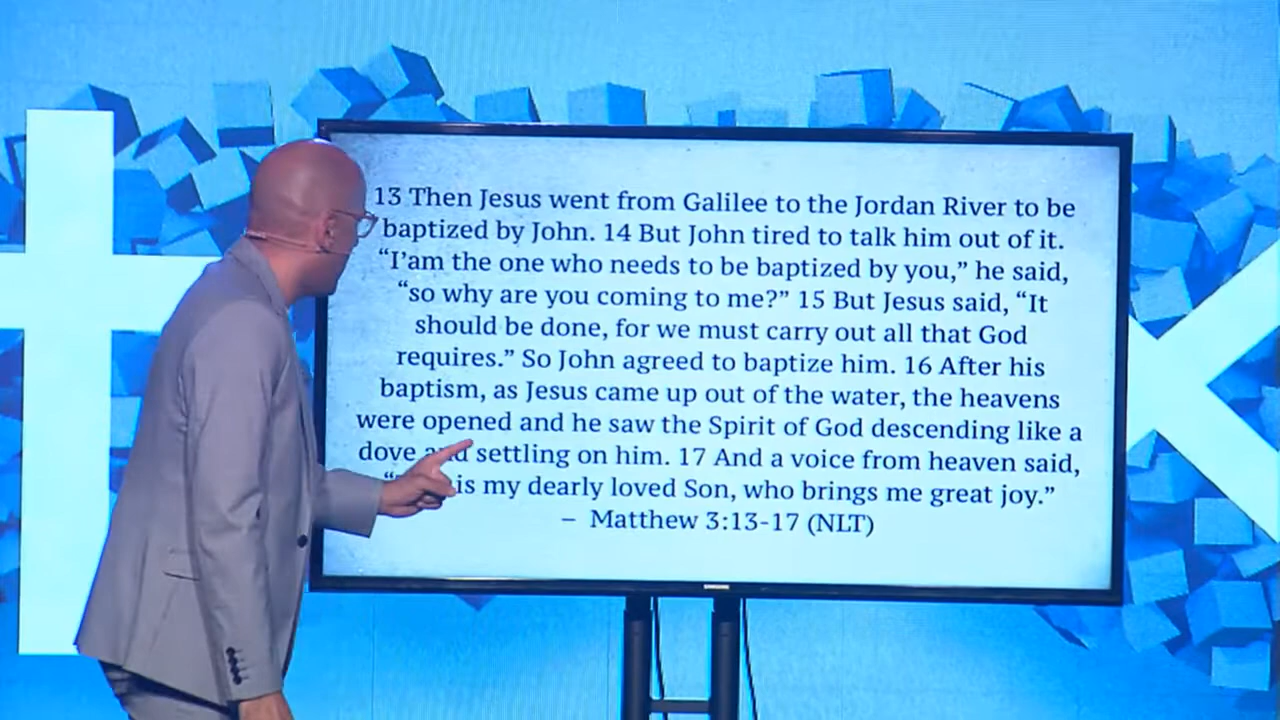 13 Then Jesus went from Galilee to the Jordan River to be
baptized by John. 14 But John tired to talk him out of it.
“I’am the one who needs to be baptized by you,” he said,
“so why are you coming to me?” 15 But Jesus said, “It
should be done, for we must carry out all that God
requires.” So John agreed to baptize him. 16 After his
baptism, as Jesus came up out of the water, the heavens
were opened and he saw the Spirit of God descending like a
dove and settling on him. 17 And a voice from heaven said,
is my dearly loved Son, who brings me great joy.”
– Matthew 3:13-17 (NLT)
SAMSUNG